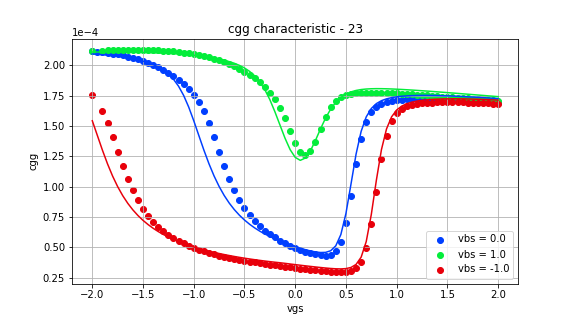 cgg characteristic - 23
1e−4
2.00
1.75
1.50
1.25
1.00
0.75
0.50
0.25
cgg
−2.0 −1.5 −1.0 −0.5 0.0 0.5 1.0 1.5 2.0
vgs
vbs = 0.0
vbs = 1.0
vbs = -1.0